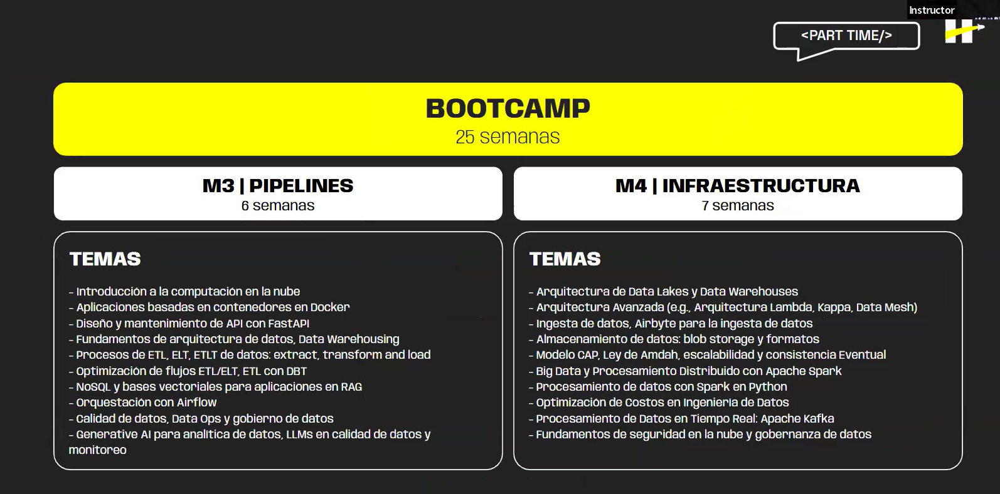 Instructor
<PART TIME/>
BOOTCAMP
25 semanas
M3 | PIPELINES
6 semanas
M4 | INFRAESTRUCTURA
7 semanas
TEMAS
- Introducción a la computación en la nube
- Aplicaciones basadas en contenedores en Docker
- Diseño y mantenimiento de API con FastAPI
- Fundamentos de arquitectura de datos, Data Warehousing
- Procesos de ETL, ELT, ETLT de datos: extract, transform and load
- Optimización de flujos ETL/ELT, ETL con DBT
- NoSQL y bases vectoriales para aplicaciones en RAG
- Orquestación con Airflow
- Calidad de datos, Data Ops y gobierno de datos
- Generative AI para analítica de datos, LLMs en calidad de datos y
monitoreo
TEMAS
- Arquitectura de Data Lakes y Data Warehouses
- Arquitectura Avanzada (e.g., Arquitectura Lambda, Kappa, Data Mesh)
- Ingesta de datos, Airbyte para la ingesta de datos
- Almacenamiento de datos: blob storage y formatos
- Modelo CAP, Ley de Amdah, escalabilidad y consistencia Eventual
- Big Data y Procesamiento Distribuido con Apache Spark
- Procesamiento de datos con Spark en Python
- Optimización de Costos en Ingeniería de Datos
- Procesamiento de Datos en Tiempo Real: Apache Kafka
- Fundamentos de seguridad en la nube y gobernanza de datos